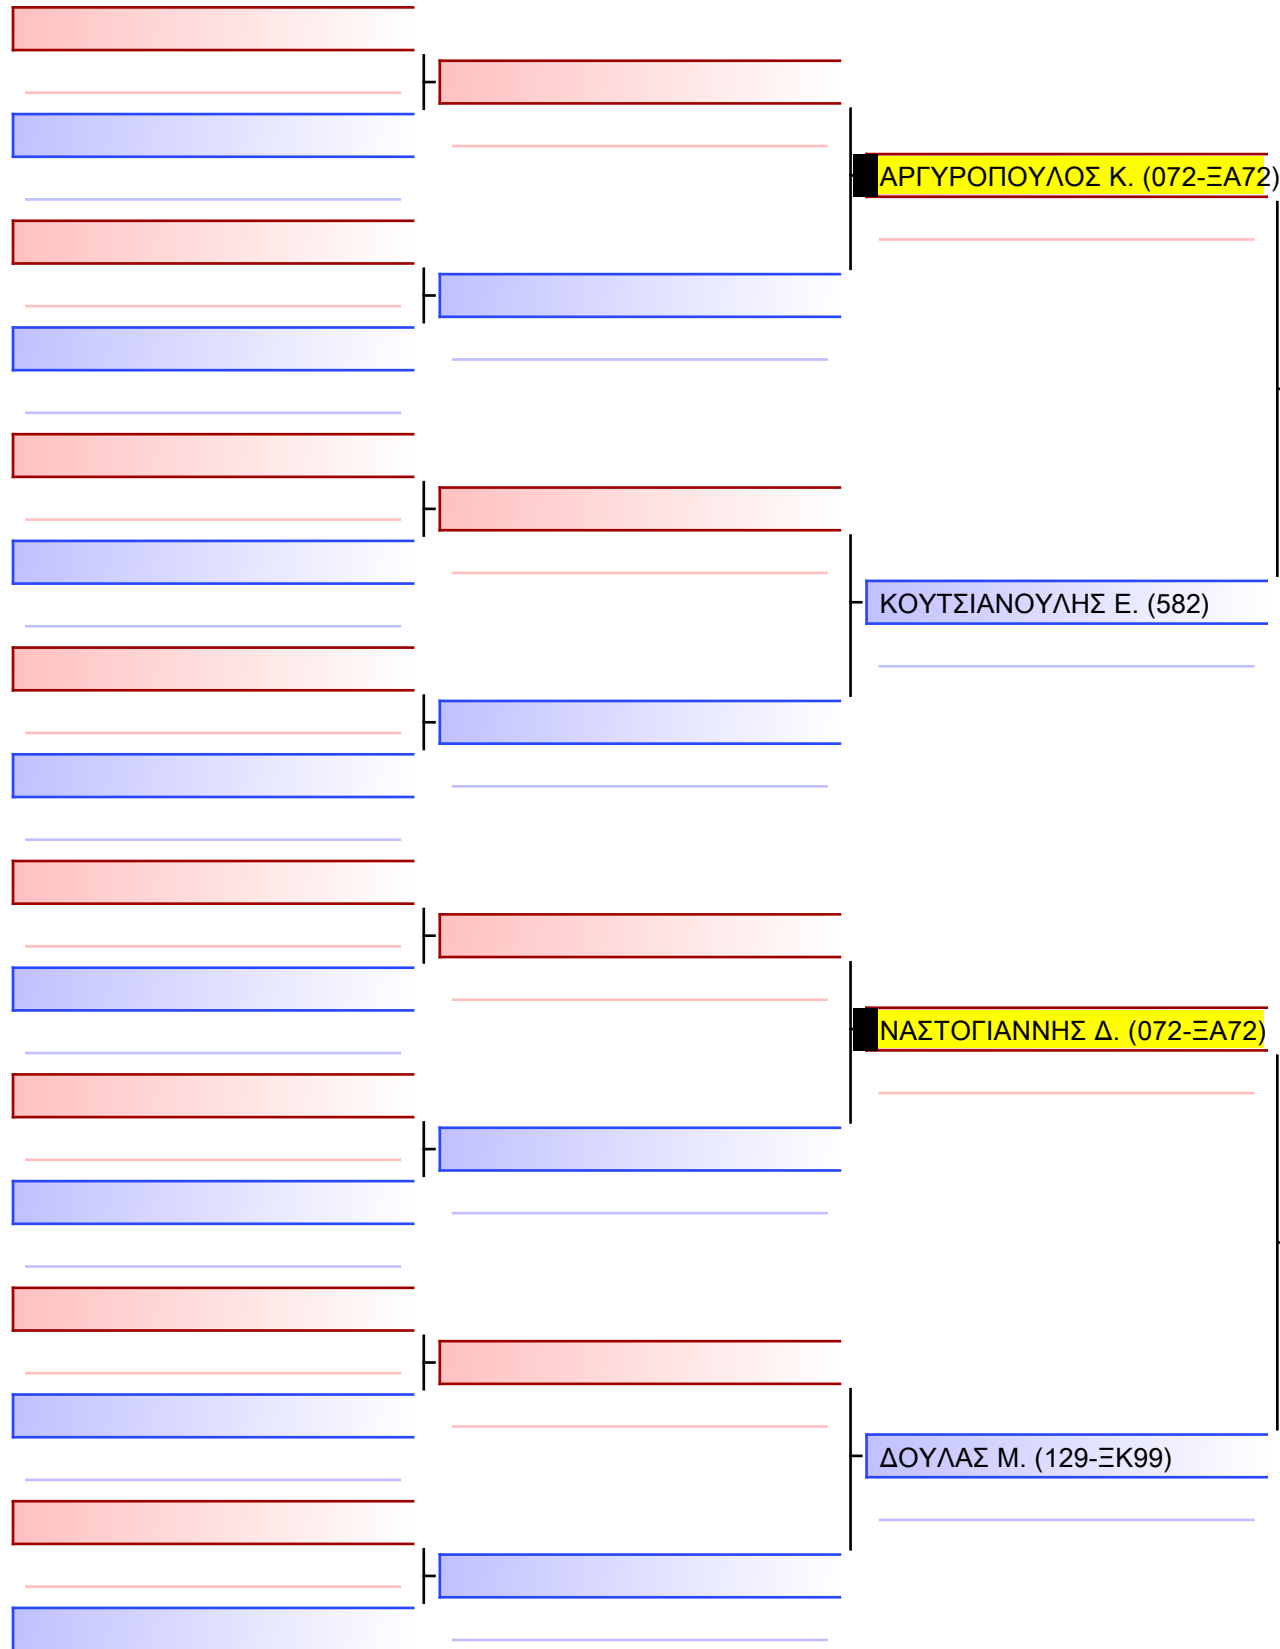 ΑΡΓΥΡΟΠΟΥΛΟΣ Κ. (072-ΞΑ72)
ΚΟΥΤΣΙΑΝΟΥΛΗΣ Ε. (582)
ΝΑΣΤΟΓΙΑΝΝΗΣ Δ. (072-ΞΑ72)
ΔΟΥΛΑΣ Μ. (129-ΞΚ99)